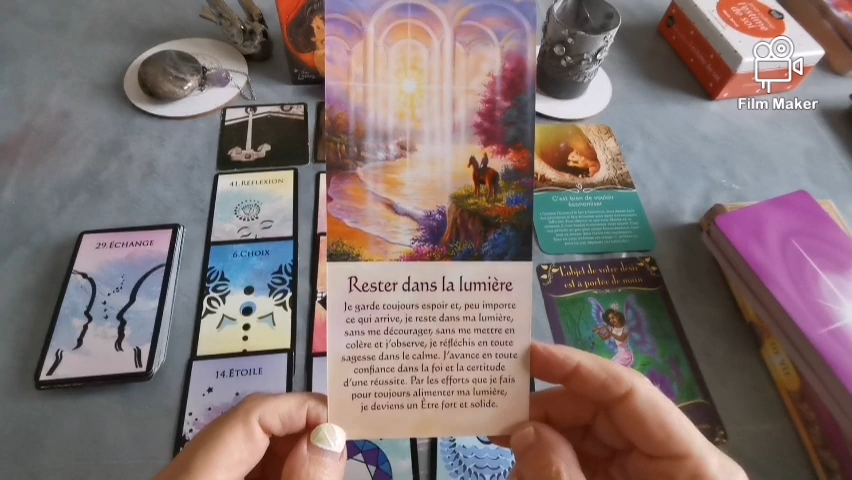 Film Maker
l'estime
de soi
41.RÉFLEXION
C'est bien de vouloir
économiser
29.ÉCHANGE
6.CHOIX
L'objet de votre désir
est à portée de main
Rester dans la lumière
Je garde toujours espoir et, peu importe
ce qui arrive, je reste dans ma lumière,
sans me décourager, sans me mettre en
colère et j'observe, je réfléchis en toute
sagesse dans le calme. J'avance en toute
confiance dans la foi et la certitude
d'une réussite. Par les efforts que je fais
pour toujours alimenter ma lumière,
je deviens un Être fort et solide.
14.ÉTOILE